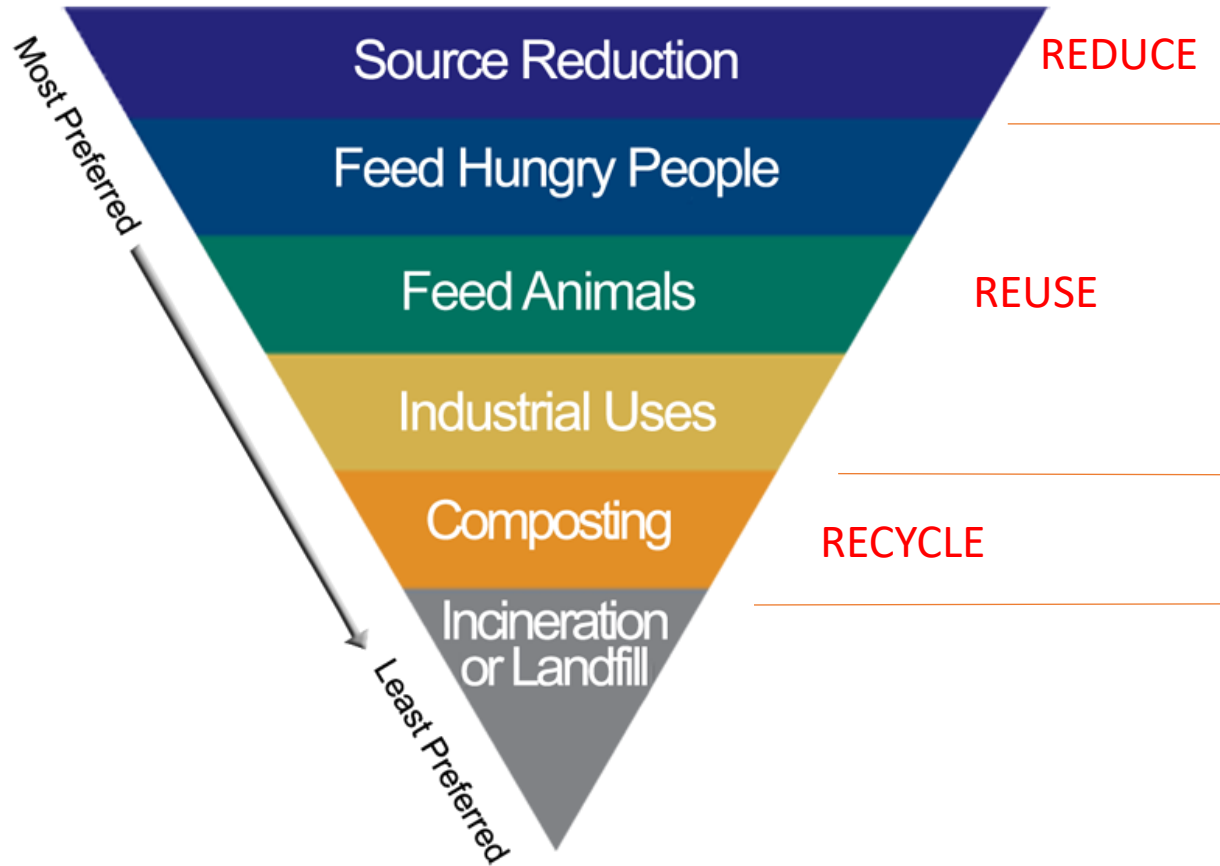 Most Preferred
Source Reduction
REDUCE
Feed Hungry People
Feed Animals
REUSE
Industrial Uses
Composting
RECYCLE
Incineration
or Landfill
Least Preferred